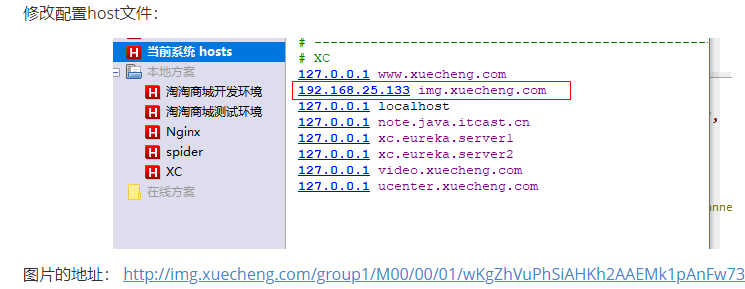 修改配置host文件：
当前系统 hosts
本地方案
淘淘商城开发环境
淘淘商城测试环境
Nginx
spider
XC
在线方案
# XC
127.0.0.1 www.xuecheng.com
192.168.25.133 img.xuecheng.com
127.0.0.1 localhost
127.0.0.1 note.java.itcast.cn
127.0.0.1 xc.eureka.server1
127.0.0.1 xc.eureka.server2
127.0.0.1 video.xuecheng.com
127.0.0.1 ucenter.xuecheng.com
anne
图片的地址： http://img.xuecheng.com/group1/M00/00/01/wKgZhVuPhSiAHKh2AAEMk1pAnFw73